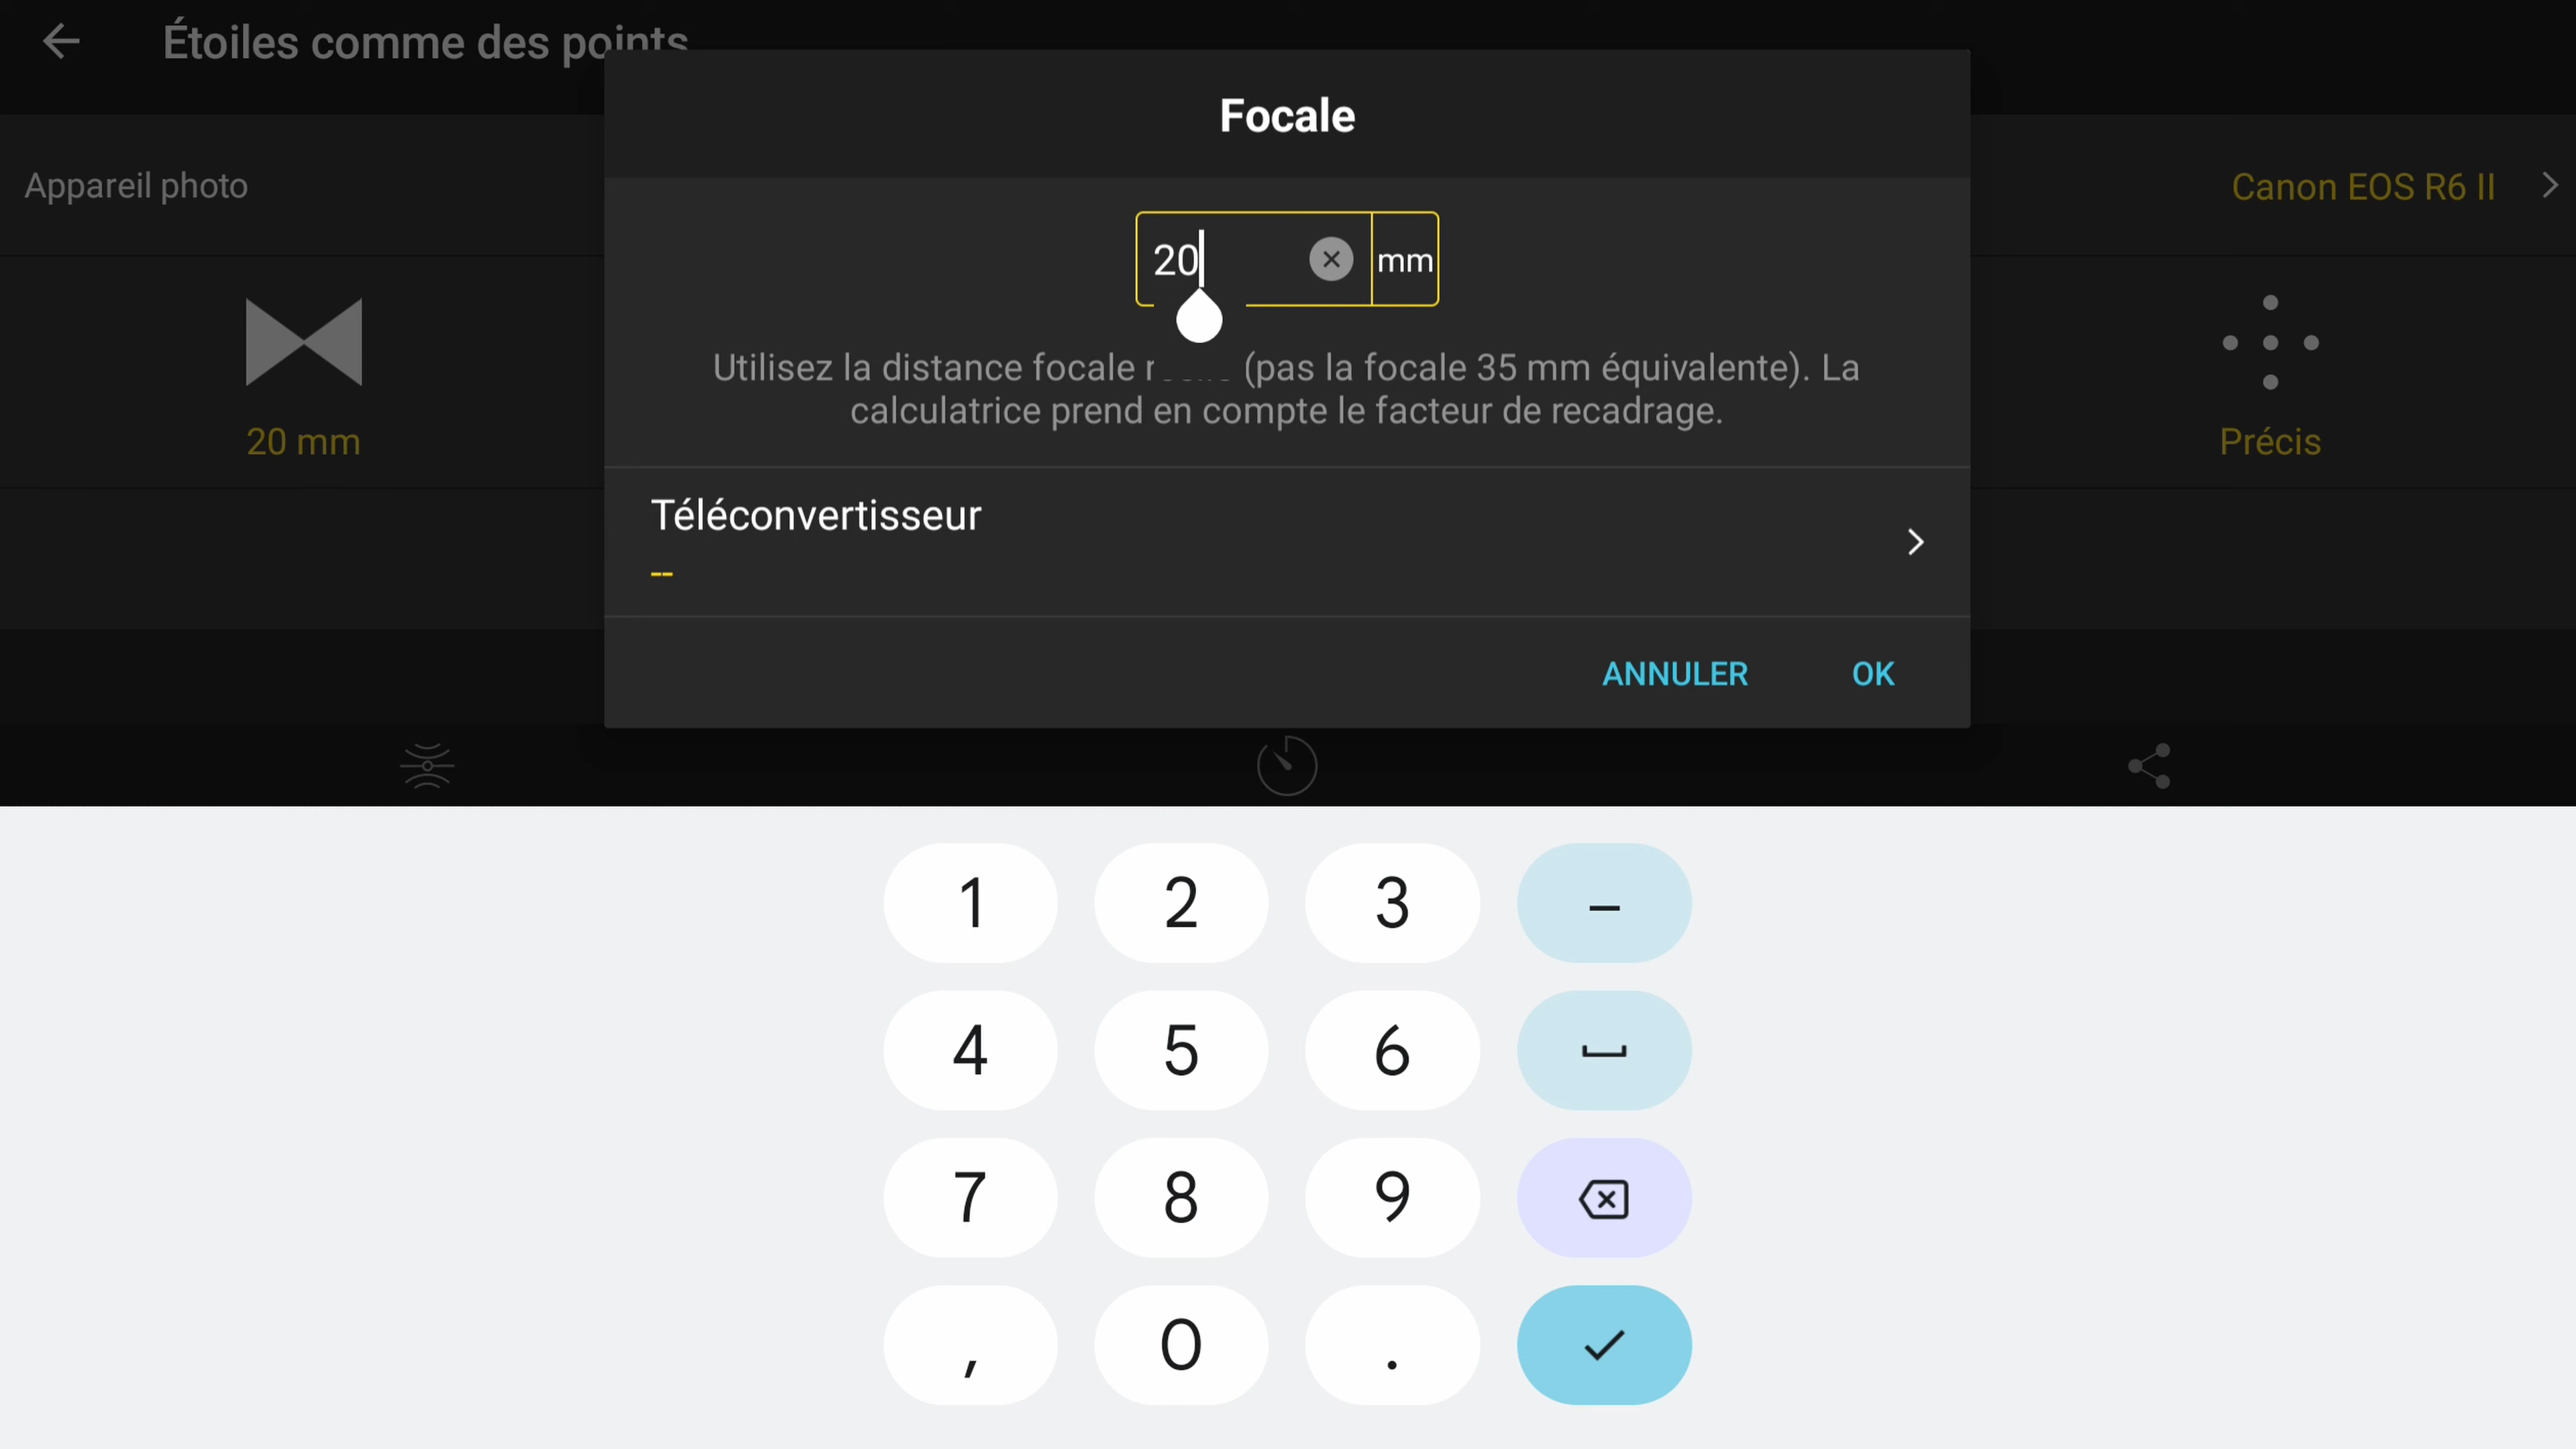 Étoiles comme des points
Focale
Appareil photo
Canon EOS R6 II
20
mm
Utilisez la distance focale (pas la focale 35 mm équivalente). La
calculatrice prend en compte le facteur de recadrage.
20 mm
Précis
Téléconvertisseur
--
ANNULER
OK
1 2 3 –
4 5 6
7 8 9
, 0 .